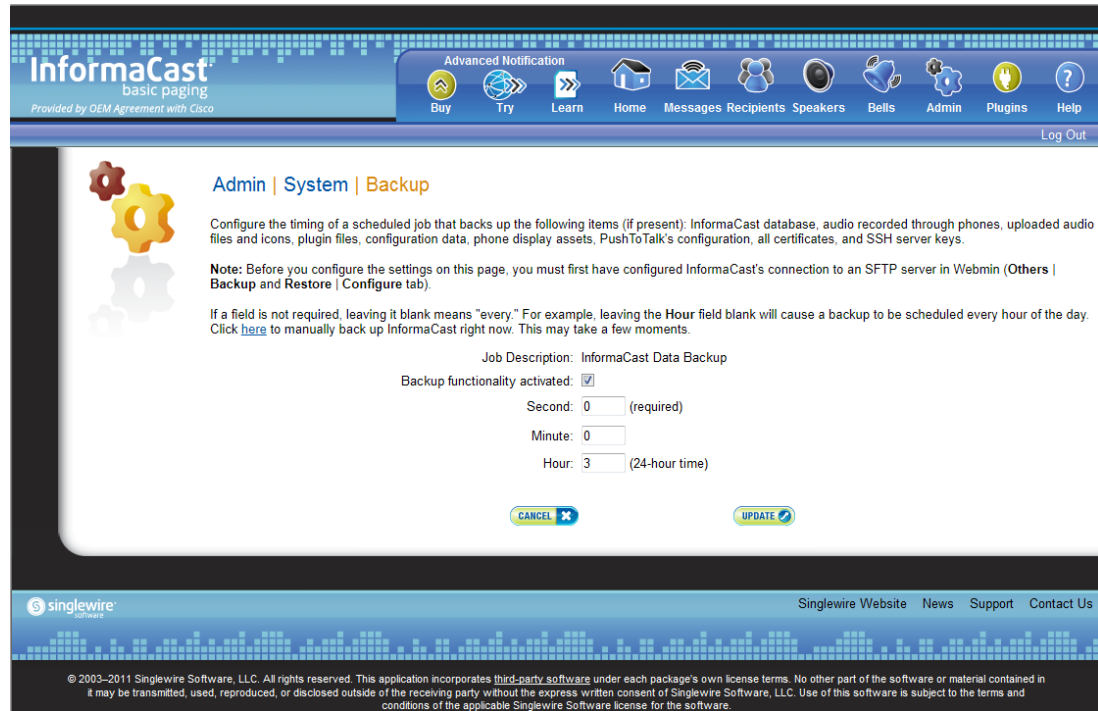 InformaCast
basic paging
Provided by OEM Agreement with Cisco
Advanced Notification
Buy Try Learn Home Messages Recipients Speakers Bells Admin Plugins Help
Log Out
Admin | System | Backup
Configure the timing of a scheduled job that backs up the following items (if present): InformaCast database, audio recorded through phones, uploaded audio
files and icons, plugin files, configuration data, phone display assets, PushToTalk's configuration, all certificates, and SSH server keys.
Note: Before you configure the settings on this page, you must first have configured InformaCast's connection to an SFTP server in Webmin (Others |
Backup and Restore | Configure tab).
If a field is not required, leaving it blank means "every." For example, leaving the Hour field blank will cause a backup to be scheduled every hour of the day.
Click here to manually back up InformaCast right now. This may take a few moments.
Job Description: InformaCast Data Backup
Backup functionality activated:
Second: 0 (required)
Minute: 0
Hour: 3 (24-hour time)
CANCEL UPDATE
singlewire
software
Singlewire Website News Support Contact Us
© 2003–2011 Singlewire Software, LLC. All rights reserved. This application incorporates third-party software under each package's own license terms. No other part of the software or material contained in
it may be transmitted, used, reproduced, or disclosed outside of the receiving party without the express written consent of Singlewire Software, LLC. Use of this software is subject to the terms and
conditions of the applicable Singlewire Software license for the software.